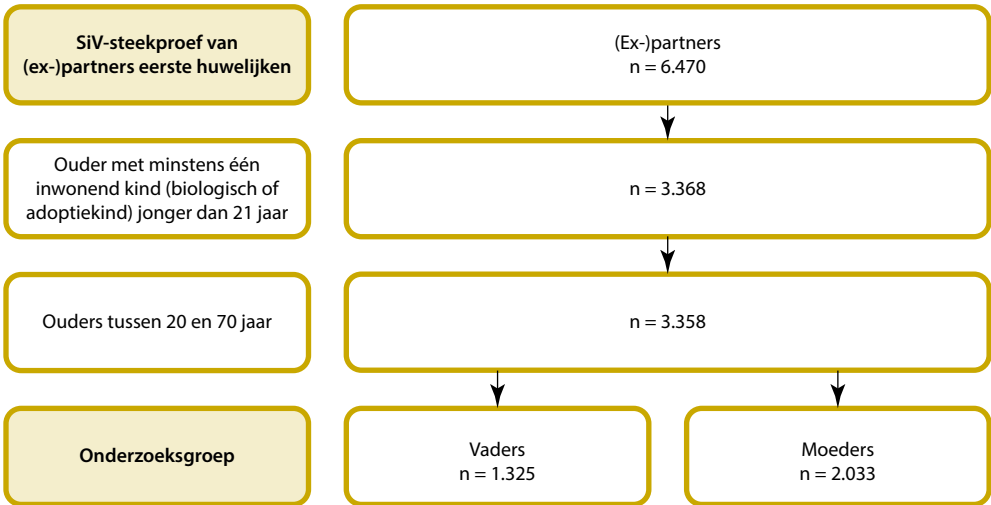 SiV-steekproef van
(ex-)partners eerste huwelijken
(Ex-)partners
n = 6.470
Ouder met minstens één
inwonend kind (biologisch of
adoptiekind) jonger dan 21 jaar
n = 3.368
Ouders tussen 20 en 70 jaar
n = 3.358
Onderzoeksgroep
Vaders
n = 1.325
Moeders
n = 2.033